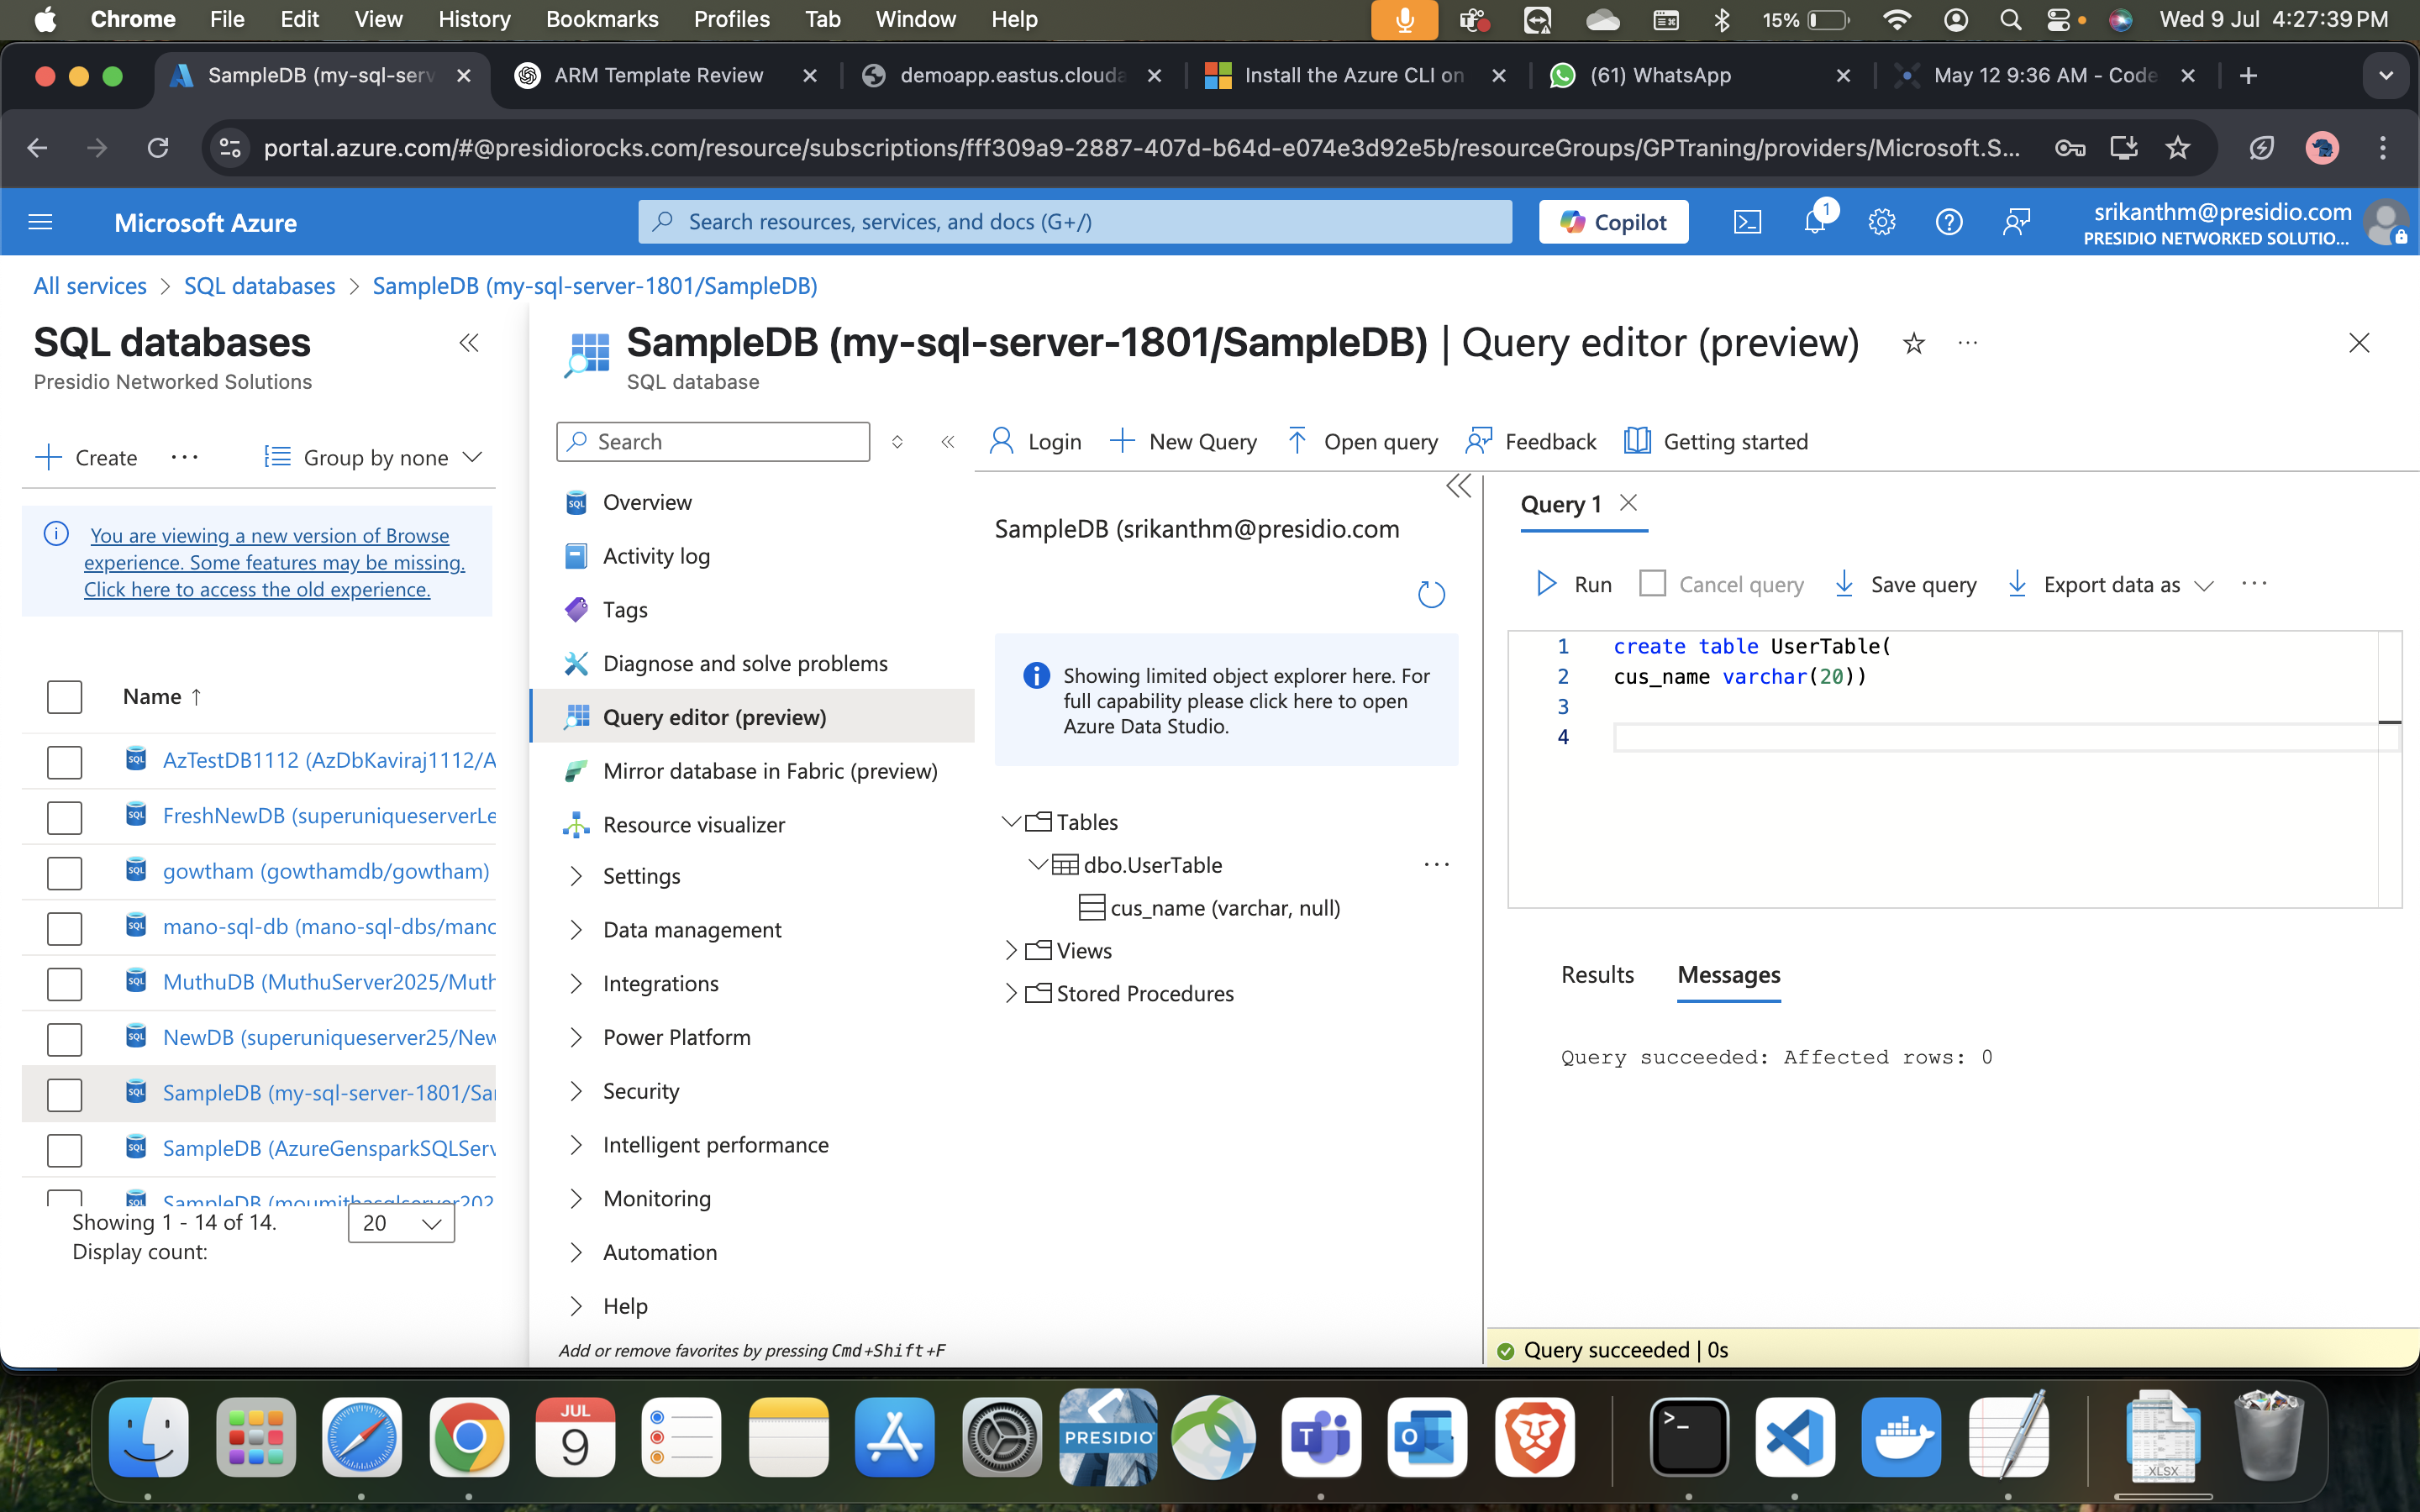 Chrome File Edit View History Bookmarks Profiles Tab Window Help 15% Wed 9 Jul 4:27:39 PM
SampleDB (my-sql-serv ARM Template Review demoapp.eastus.clouda Install the Azure CLI on (61) WhatsApp May 12 9:36 AM - Code
portal.azure.com/#@presidiorocks.com/resource/subscriptions/fff309a9-2887-407d-b64d-e074e3d92e5b/resourceGroups/GPTraning/providers/Microsoft.S...
Microsoft Azure Search resources, services, and docs (G+/) Copilot 1 srikanthm@presidio.com
PRESIDIO NETWORKED SOLUTIO...
All services > SQL databases > SampleDB (my-sql-server-1801/SampleDB)
SQL databases
Presidio Networked Solutions
Create ... Group by none
You are viewing a new version of Browse
experience. Some features may be missing.
Click here to access the old experience.
Name ↑
AzTestDB1112 (AzDbKaviraj1112/A
FreshNewDB (superuniqueserverLe
gowtham (gowthamdb/gowtham)
mano-sql-db (mano-sql-dbs/mano
MuthuDB (MuthuServer2025/Muth
NewDB (superuniqueserver25/New
SampleDB (my-sql-server-1801/Sa
SampleDB (AzureGensparkSQLServ
SampleDB (moumithasqlserver202
Showing 1 - 14 of 14.
Display count: 20
SampleDB (my-sql-server-1801/SampleDB) | Query editor (preview) ...
SQL database
Search
Overview
Activity log
Tags
Diagnose and solve problems
Query editor (preview)
Mirror database in Fabric (preview)
Resource visualizer
Settings
Data management
Integrations
Power Platform
Security
Intelligent performance
Monitoring
Automation
Help
Add or remove favorites by pressing Cmd+Shift+F
Login New Query Open query Feedback Getting started
SampleDB (srikanthm@presidio.com
Showing limited object explorer here. For
full capability please click here to open
Azure Data Studio.
Tables
dbo.UserTable ...
cus_name (varchar, null)
Views
Stored Procedures
Query 1
Run Cancel query Save query Export data as ...
1 create table UserTable(
2 cus_name varchar(20))
3
4
Results Messages
Query succeeded: Affected rows: 0
Query succeeded | 0s
JUL
9
PRESIDIO
XLSX